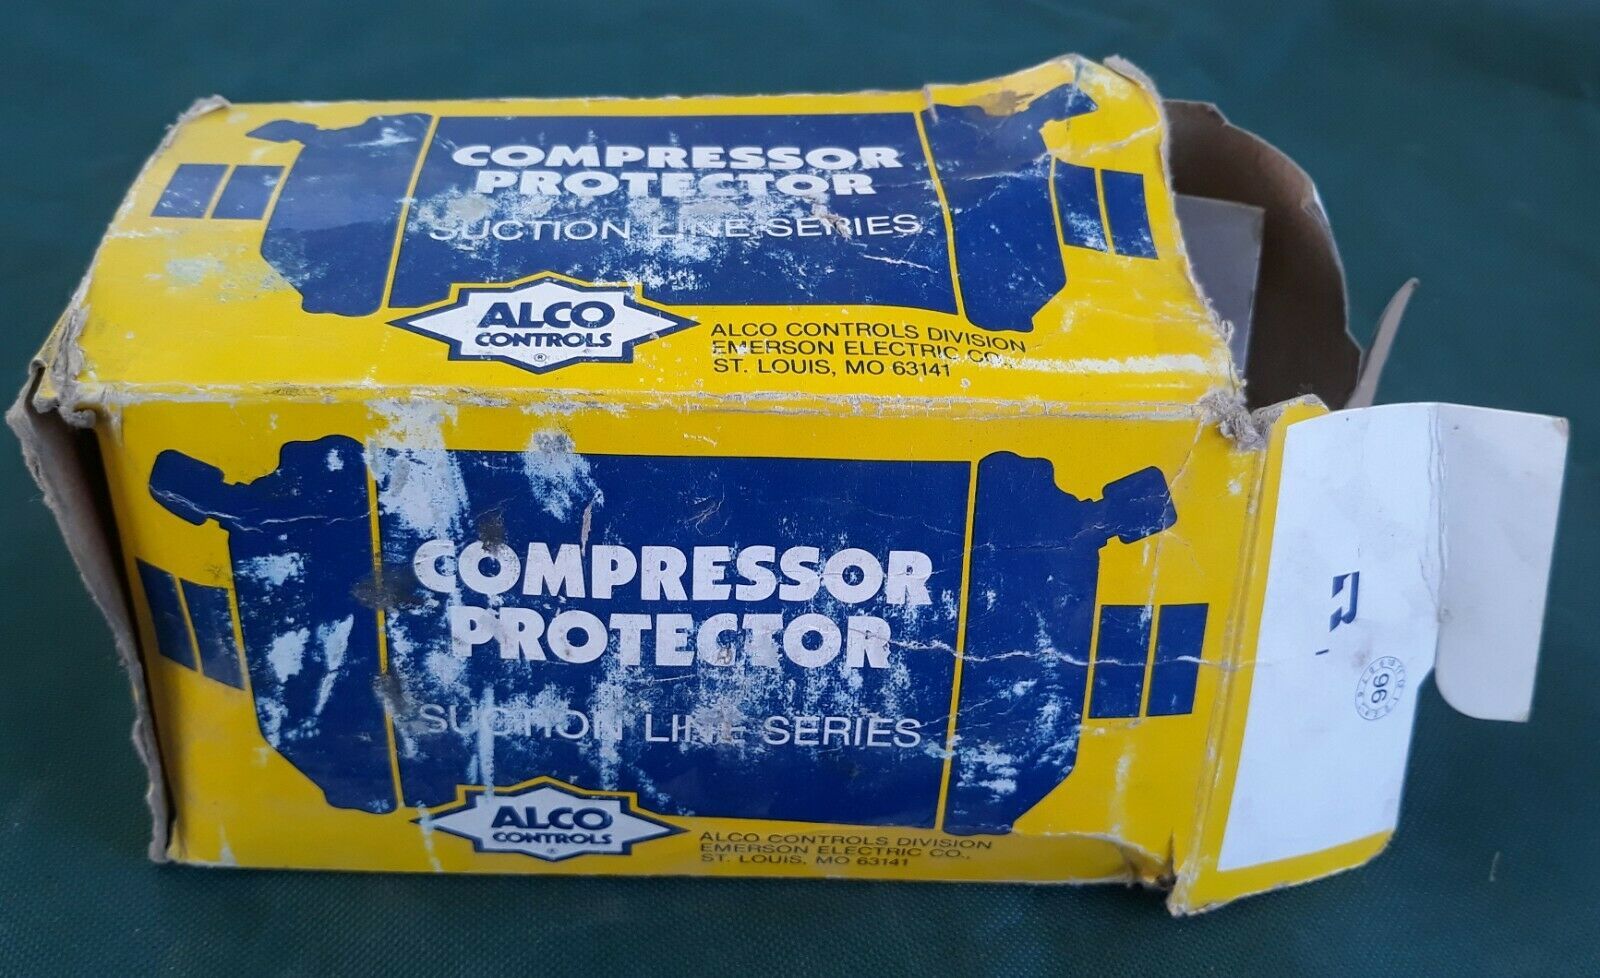 COMPRESSOR
PROTECTOR
SUCTION LINE SERIES
ALCO
CONTROLS
®
ALCO CONTROLS DIVISION
EMERSON ELECTRIC CO.,
ST. LOUIS, MO 63141
COMPRESSOR
PROTECTOR
SUCTION LINE SERIES
ALCO
CONTROLS
®
ALCO CONTROLS DIVISION
EMERSON ELECTRIC CO.,
ST. LOUIS, MO 63141
R
96